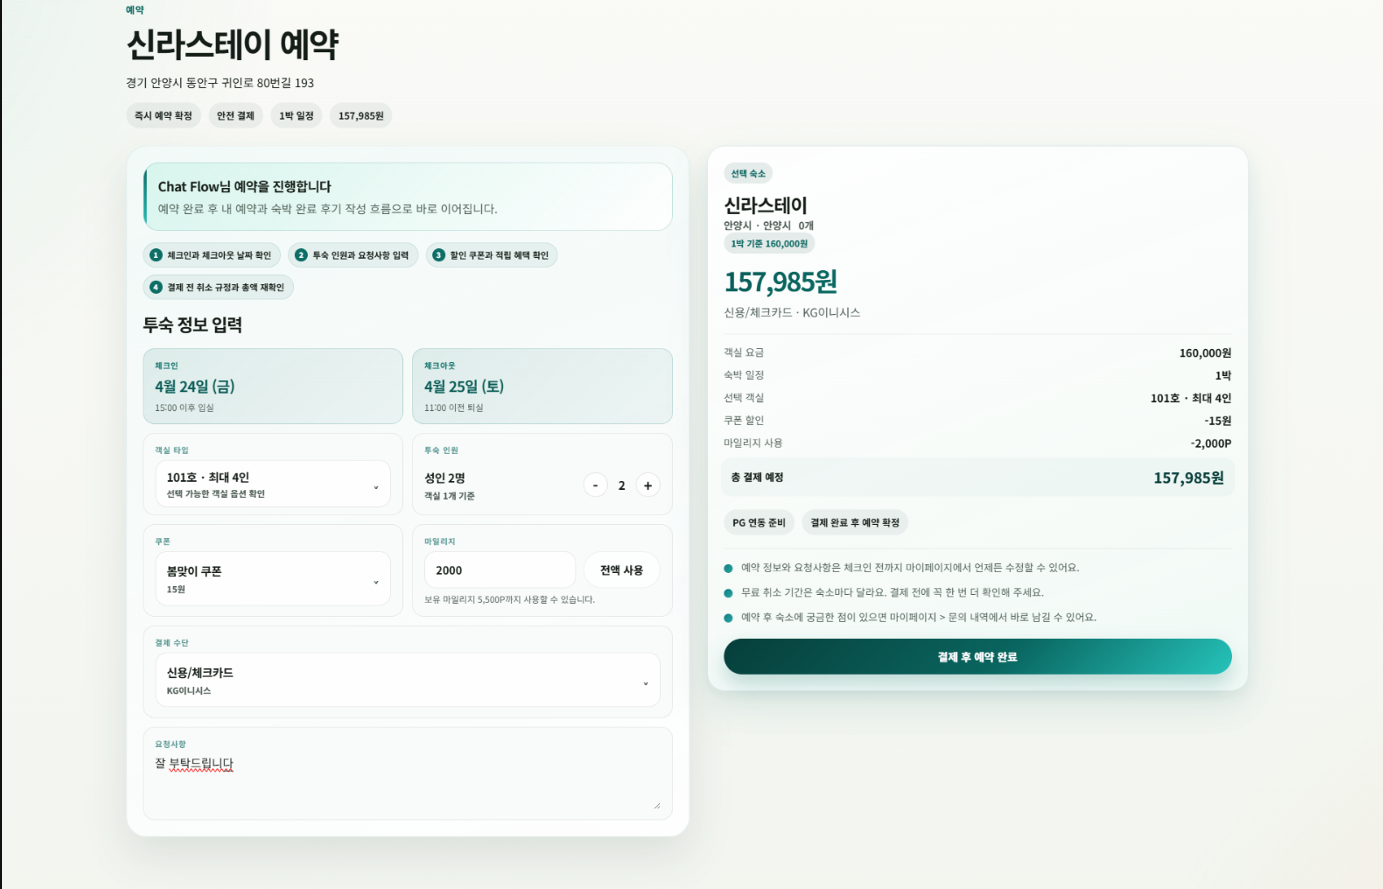 예약
신라스테이 예약
경기 안양시 동안구 귀인로 80번길 193
즉시 예약 확정
안전 결제
1박 일정
157,985원
Chat Flow님 예약을 진행합니다
예약 완료 후 내 예약과 숙박 완료 후기 작성 흐름으로 바로 이어집니다.
1 체크인과 체크아웃 날짜 확인
2 투숙 인원과 요청사항 입력
3 할인 쿠폰과 적립 혜택 확인
4 결제 전 취소 규정과 총액 재확인
투숙 정보 입력
체크인
4월 24일 (금)
15:00 이후 입실
체크아웃
4월 25일 (토)
11:00 이전 퇴실
객실 타입
101호 · 최대 4인
선택 가능한 객실 옵션 확인
투숙 인원
성인 2명
객실 1개 기준
- 2 +
쿠폰
봄맞이 쿠폰
15원
마일리지
2000
전액 사용
보유 마일리지 5,500P까지 사용할 수 있습니다.
결제 수단
신용/체크카드
KG이니시스
요청사항
잘 부탁드립니다
선택 숙소
신라스테이
안양시 · 안양시 0개
1박 기준 160,000원
157,985원
신용/체크카드 · KG이니시스
객실 요금 160,000원
숙박 일정 1박
선택 객실 101호 · 최대 4인
쿠폰 할인 -15원
마일리지 사용 -2,000P
총 결제 예정 157,985원
PG 연동 준비
결제 완료 후 예약 확정
예약 정보와 요청사항은 체크인 전까지 마이페이지에서 언제든 수정할 수 있어요.
무료 취소 기간은 숙소마다 달라요. 결제 전에 꼭 한 번 더 확인해 주세요.
예약 후 숙소에 궁금한 점이 있으면 마이페이지 > 문의 내역에서 바로 남길 수 있어요.
결제 후 예약 완료